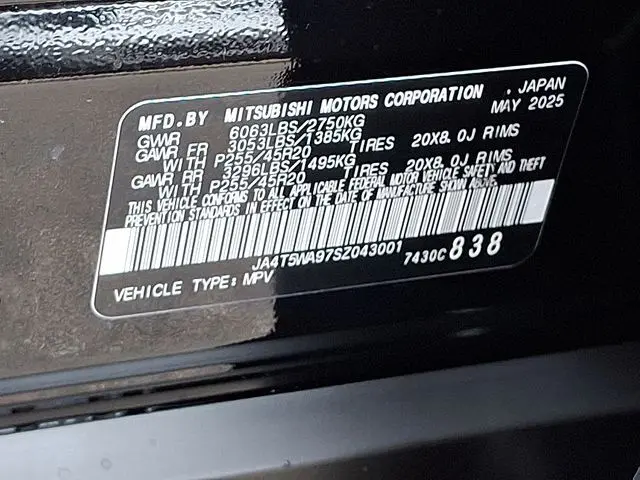 MFD.BY MITSUBISHI MOTORS CORPORATION , JAPAN
GVWR 6063LBS/2750KG MAY 2025
GAWR FR 3053LBS/1385KG
WITH P255/45R20 TIRES 20X8.0J RIMS
GAWR RR 3296LBS/1495KG
WITH P255/45R20 TIRES 20X8.0J RIMS
THIS VEHICLE CONFORMS TO ALL APPLICABLE FEDERAL MOTOR VEHICLE SAFETY AND THEFT
PREVENTION STANDARDS IN EFFECT ON THE DATE OF MANUFACTURE SHOWN ABOVE.
JA4T5WA97SZ043001 7430C 838
VEHICLE TYPE: MPV